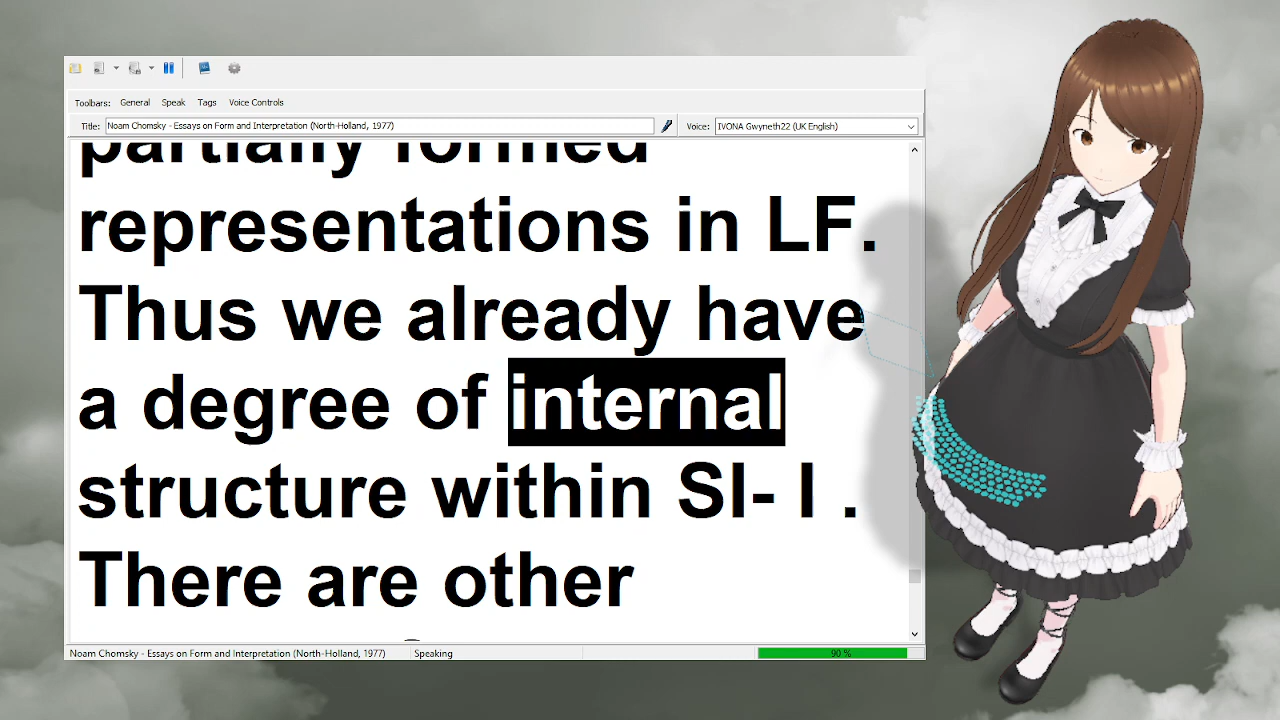 Toolbars: General Speak Tags Voice Controls
Title: Noam Chomsky - Essays on Form and Interpretation (North-Holland, 1977) Voice: IVONA Gwyneth22 (UK English)
partially formed
representations in LF.
Thus we already have
a degree of internal
structure within SI- I .
There are other
Noam Chomsky - Essays on Form and Interpretation (North-Holland, 1977) Speaking 90 %